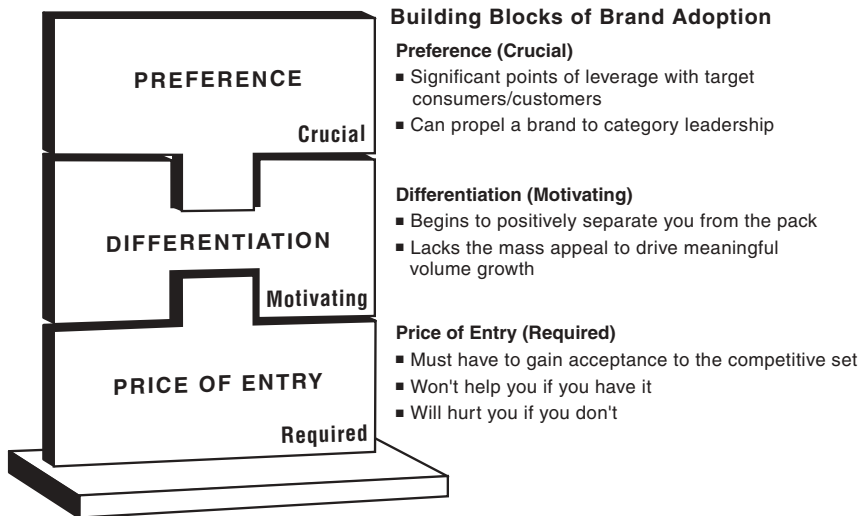 Building Blocks of Brand Adoption
PREFERENCE
Crucial
Preference (Crucial)
▪ Significant points of leverage with target
consumers/customers
▪ Can propel a brand to category leadership
DIFFERENTIATION
Motivating
Differentiation (Motivating)
▪ Begins to positively separate you from the pack
▪ Lacks the mass appeal to drive meaningful
volume growth
PRICE OF ENTRY
Required
Price of Entry (Required)
▪ Must have to gain acceptance to the competitive set
▪ Won't help you if you have it
▪ Will hurt you if you don't